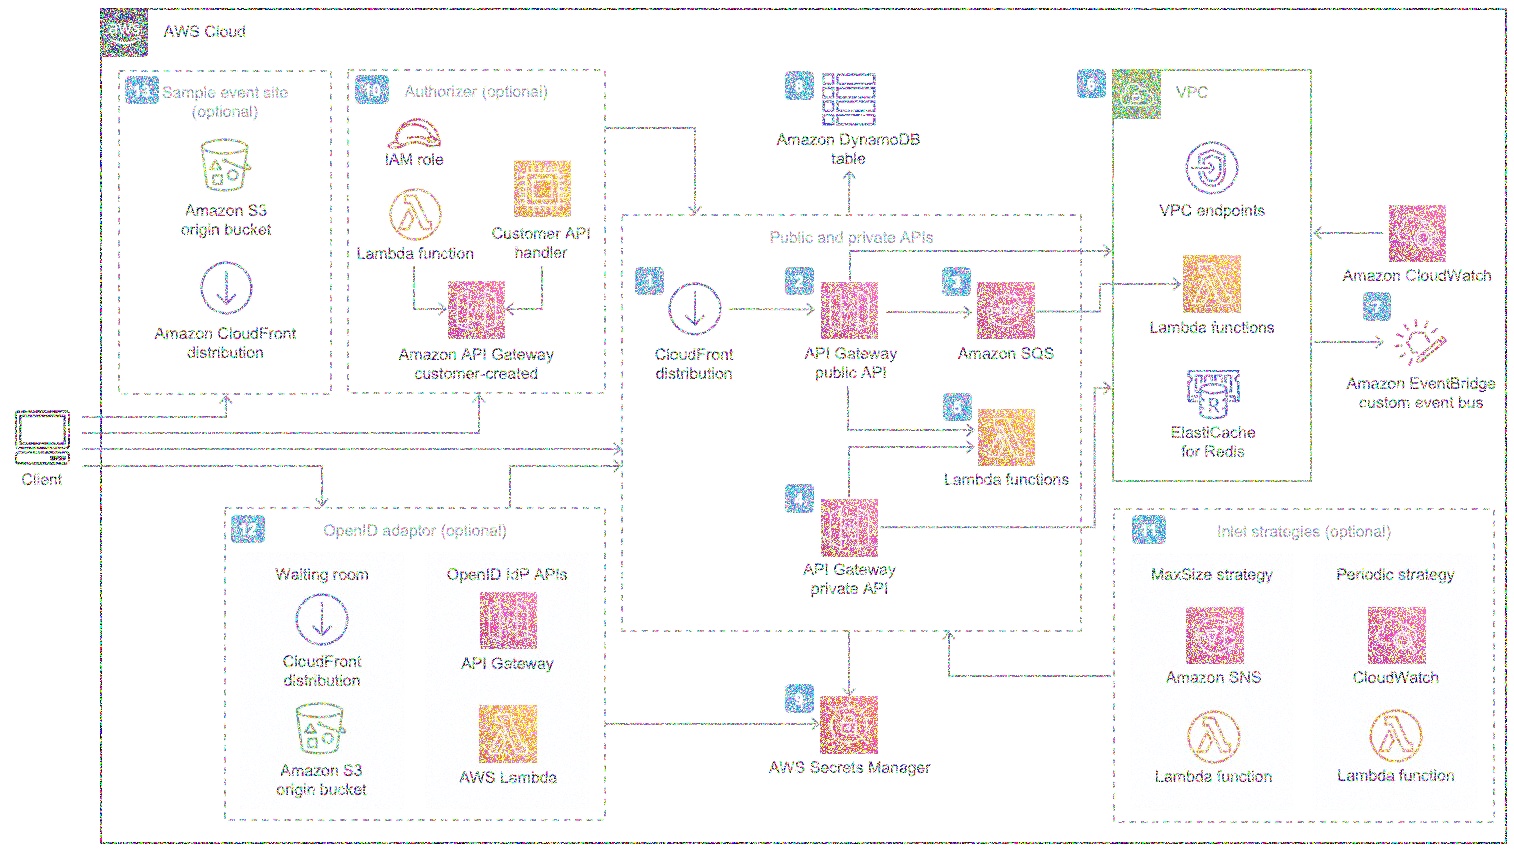 aws
AWS Cloud
Sample event site
(optional)
Amazon S3
origin bucket
Amazon CloudFront
distribution
10
Authorizer (optional)
IAM role
Lambda function
Customer API
handler
Amazon API Gateway
customer-created
Client
12
OpenID adaptor (optional)
Waiting room
CloudFront
distribution
Amazon S3
origin bucket
OpenID IdP APIs
API Gateway
AWS Lambda
Amazon DynamoDB
table
Public and private APIs
1
CloudFront
distribution
2
API Gateway
public API
3
Amazon SQS
5
Lambda functions
4
API Gateway
private API
9
AWS Secrets Manager
6
VPC
VPC endpoints
Lambda functions
R
ElastiCache
for Redis
Amazon CloudWatch
7
Amazon EventBridge
custom event bus
11
Inlet strategies (optional)
MaxSize strategy
Amazon SNS
Lambda function
Periodic strategy
CloudWatch
Lambda function